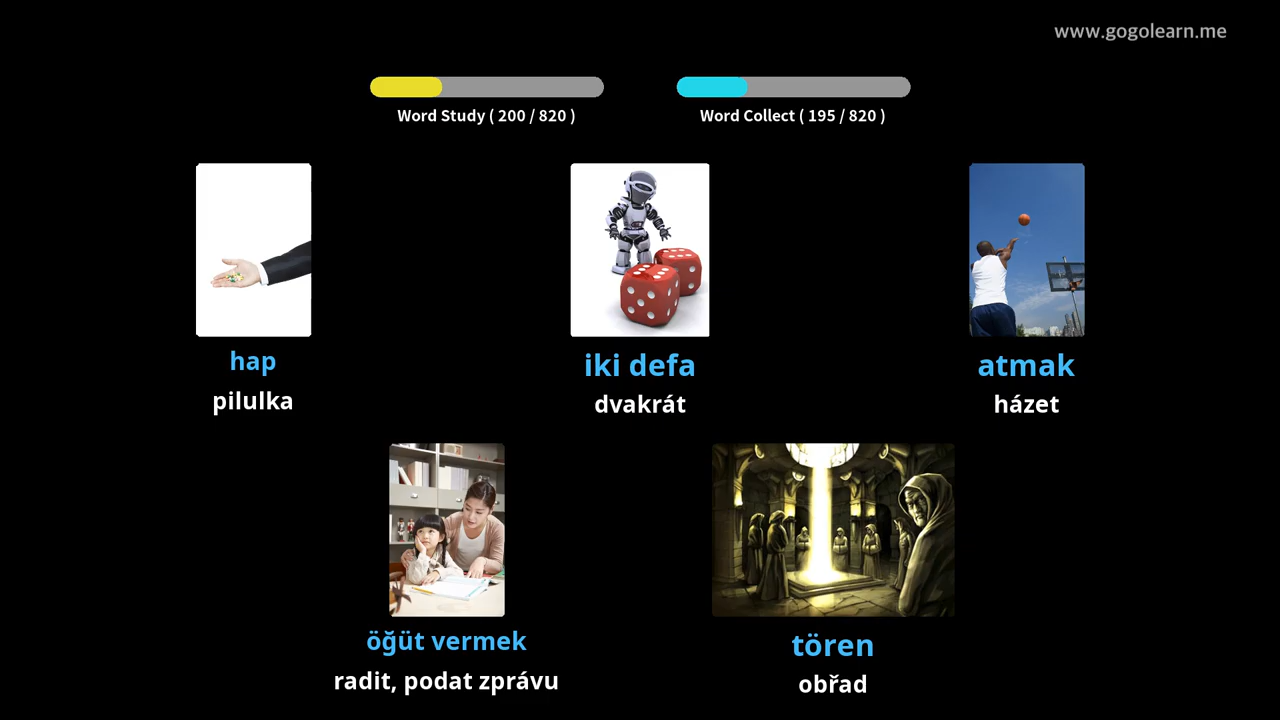 www.gogolearn.me
Word Study ( 200 / 820 )
Word Collect ( 195 / 820 )
hap
pilulka
iki defa
dvakrát
atmak
házet
öğüt vermek
radit, podat zprávu
tören
obřad